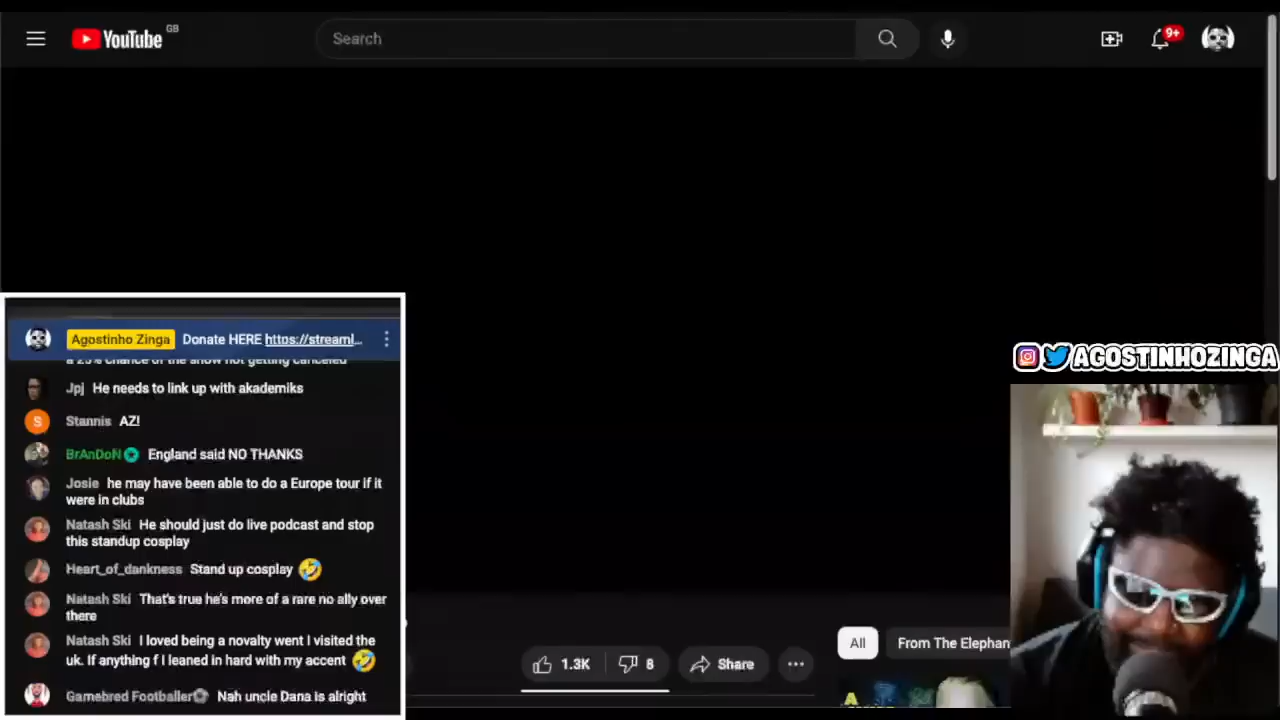 YouTube GB
Search
9+
Agostinho Zinga Donate HERE https://streaml...
a 25% chance of the show not getting canceled
Jpj He needs to link up with akademiks
S
Stannis AZ!
BrAnDoN England said NO THANKS
Josie he may have been able to do a Europe tour if it
were in clubs
Natash Ski He should just do live podcast and stop
this standup cosplay
Heart_of_dankness Stand up cosplay 🤣
Natash Ski That's true he's more of a rare no ally over
there
Natash Ski I loved being a novalty went I visited the
uk. If anything f I leaned in hard with my accent 🤣
Gamebred Footballer⚽ Nah uncle Dana is alright
1.3K
8
Share
All
From The Elephan
AGOSTINHOZINGA